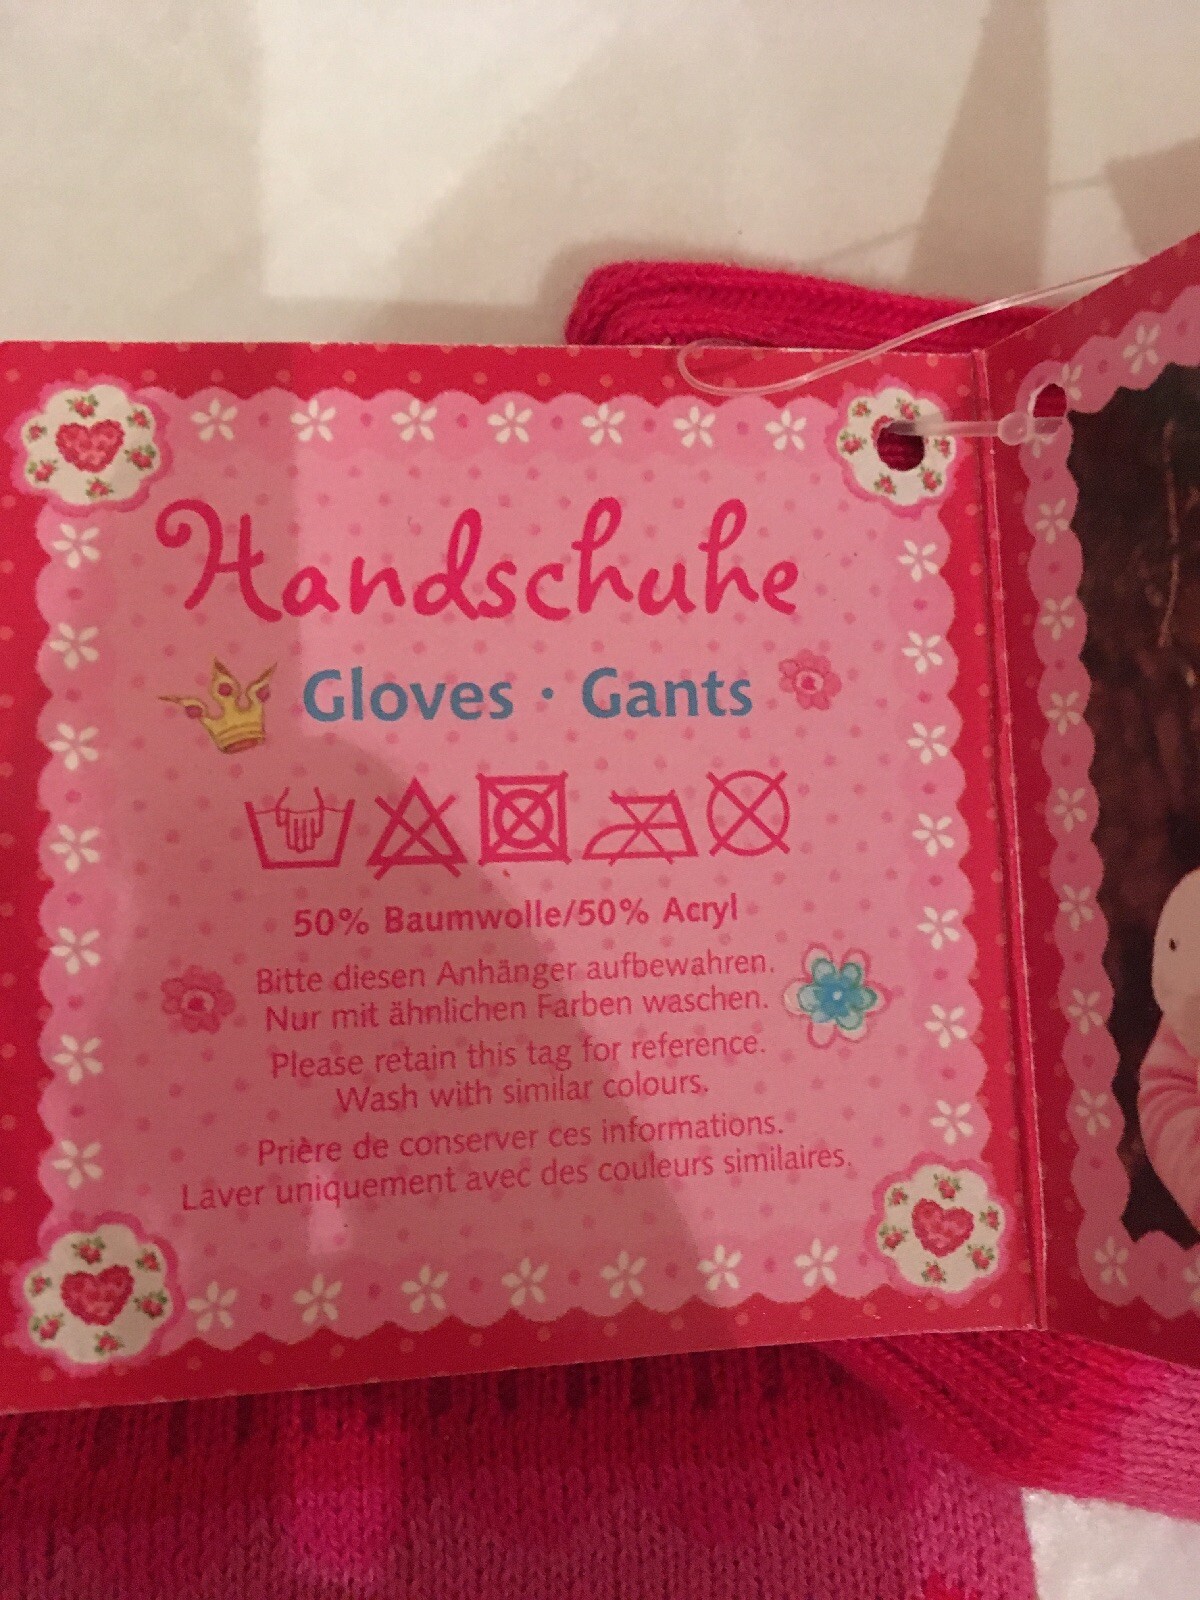 Handschuhe
Gloves · Gants
50% Baumwolle/50% Acryl
Bitte diesen Anhänger aufbewahren.
Nur mit ähnlichen Farben waschen.
Please retain this tag for reference.
Wash with similar colours.
Prière de conserver ces informations.
Laver uniquement avec des couleurs similaires.